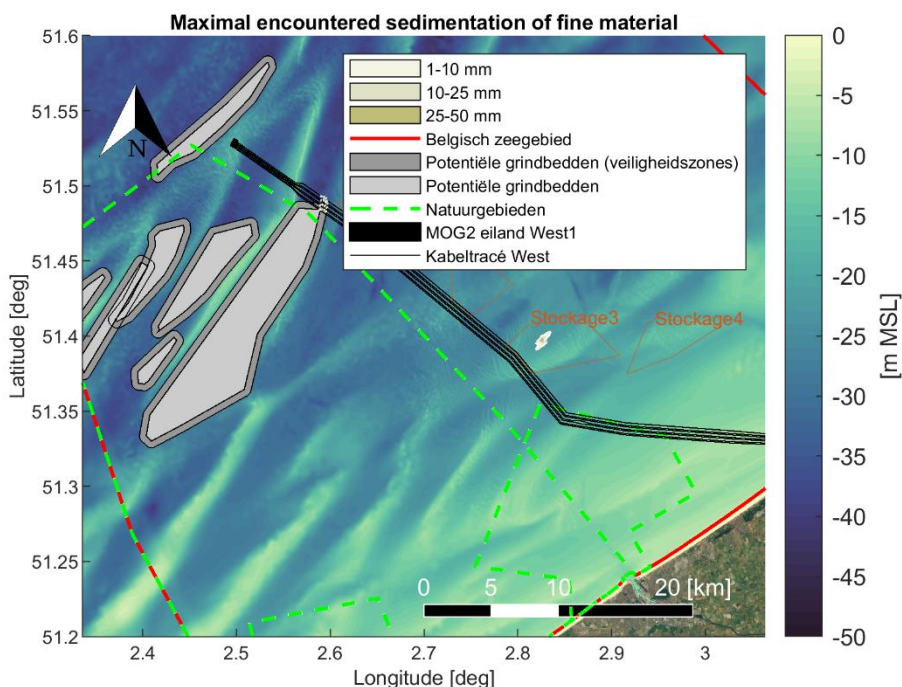 Maximal encountered sedimentation of fine material
51.6
51.55
51.5
51.45
51.4
51.35
51.3
51.25
51.2
Latitude [deg]
N
1-10 mm
10-25 mm
25-50 mm
Belgisch zeegebied
Potentiële grindbedden (veiligheidszones)
Potentiële grindbedden
Natuurgebieden
MOG2 eiland West1
Kabeltracé West
Stockage3
Stockage4
0
5
10
20 [km]
2.4
2.5
2.6
2.7
2.8
2.9
3
Longitude [deg]
0
-5
-10
-15
-20
-25
-30
-35
-40
-45
-50
[m MSL]